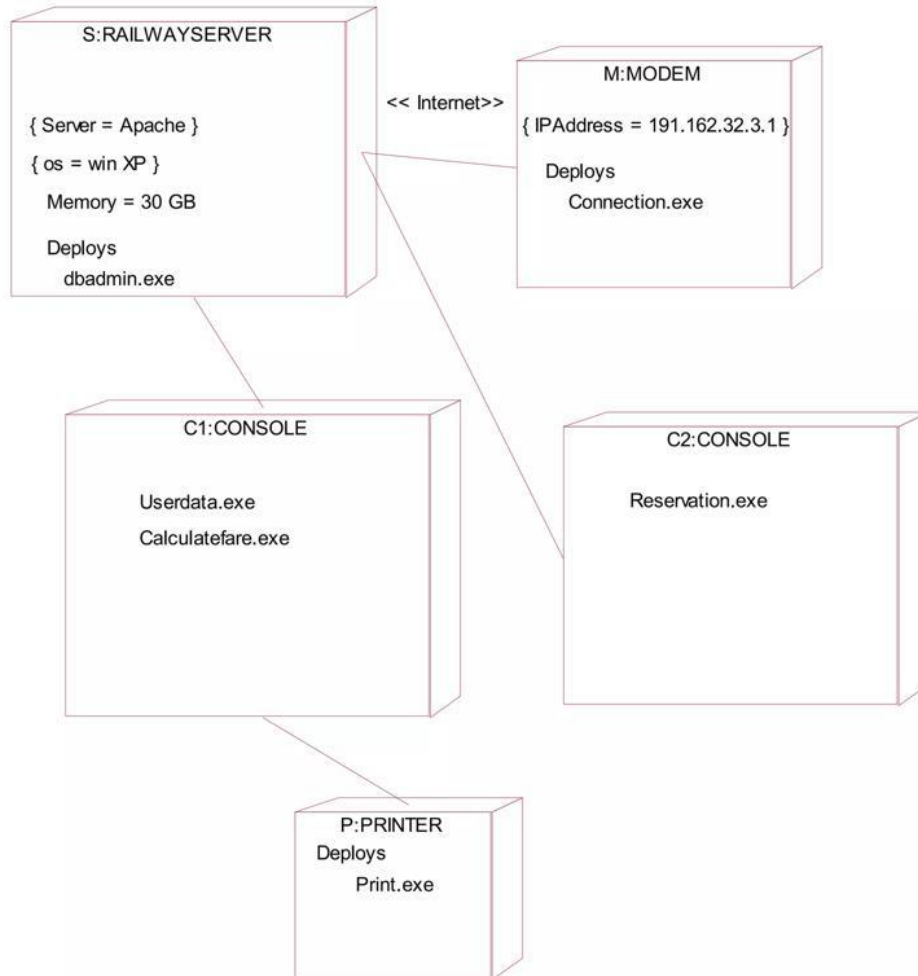 S:RAILWAYSERVER
{ Server = Apache }
{ os = win XP }
Memory = 30 GB
Deploys
dbadmin.exe
<< Internet>>
M:MODEM
{ IPAddress = 191.162.32.3.1 }
Deploys
Connection.exe
C1:CONSOLE
Userdata.exe
Calculatefare.exe
C2:CONSOLE
Reservation.exe
P:PRINTER
Deploys
Print.exe